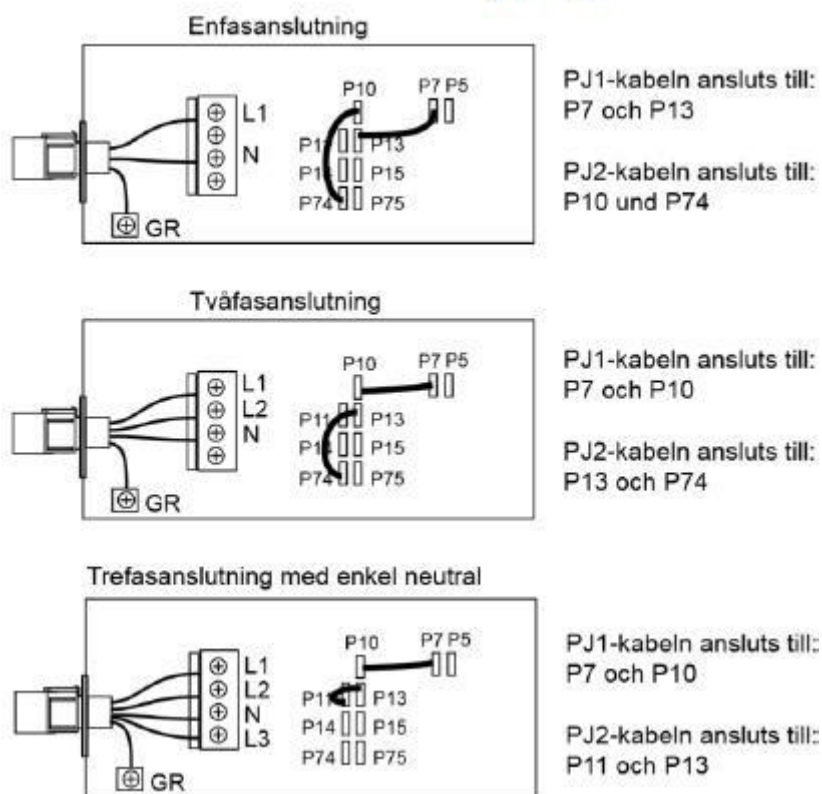 Enfasanslutning
L1
N
GR
P10
P7 P5
P13
P15
P74 P75
PJ1-kabeln ansluts till:
P7 och P13
PJ2-kabeln ansluts till:
P10 und P74
Tvåfasanslutning
L1
L2
N
GR
P10
P7 P5
P11 P13
P15
P74 P75
PJ1-kabeln ansluts till:
P7 och P10
PJ2-kabeln ansluts till:
P13 och P74
Trefasanslutning med enkel neutral
L1
L2
N
L3
GR
P10
P7 P5
P11 P13
P14 P15
P74 P75
PJ1-kabeln ansluts till:
P7 och P10
PJ2-kabeln ansluts till:
P11 och P13